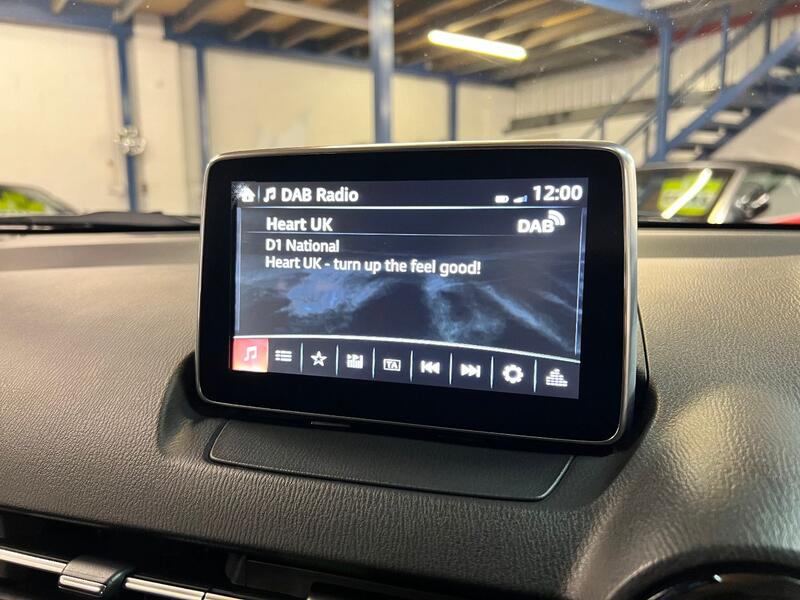 DAB Radio
12:00
Heart UK
DAB
D1 National
Heart UK - turn up the feel good!
TA